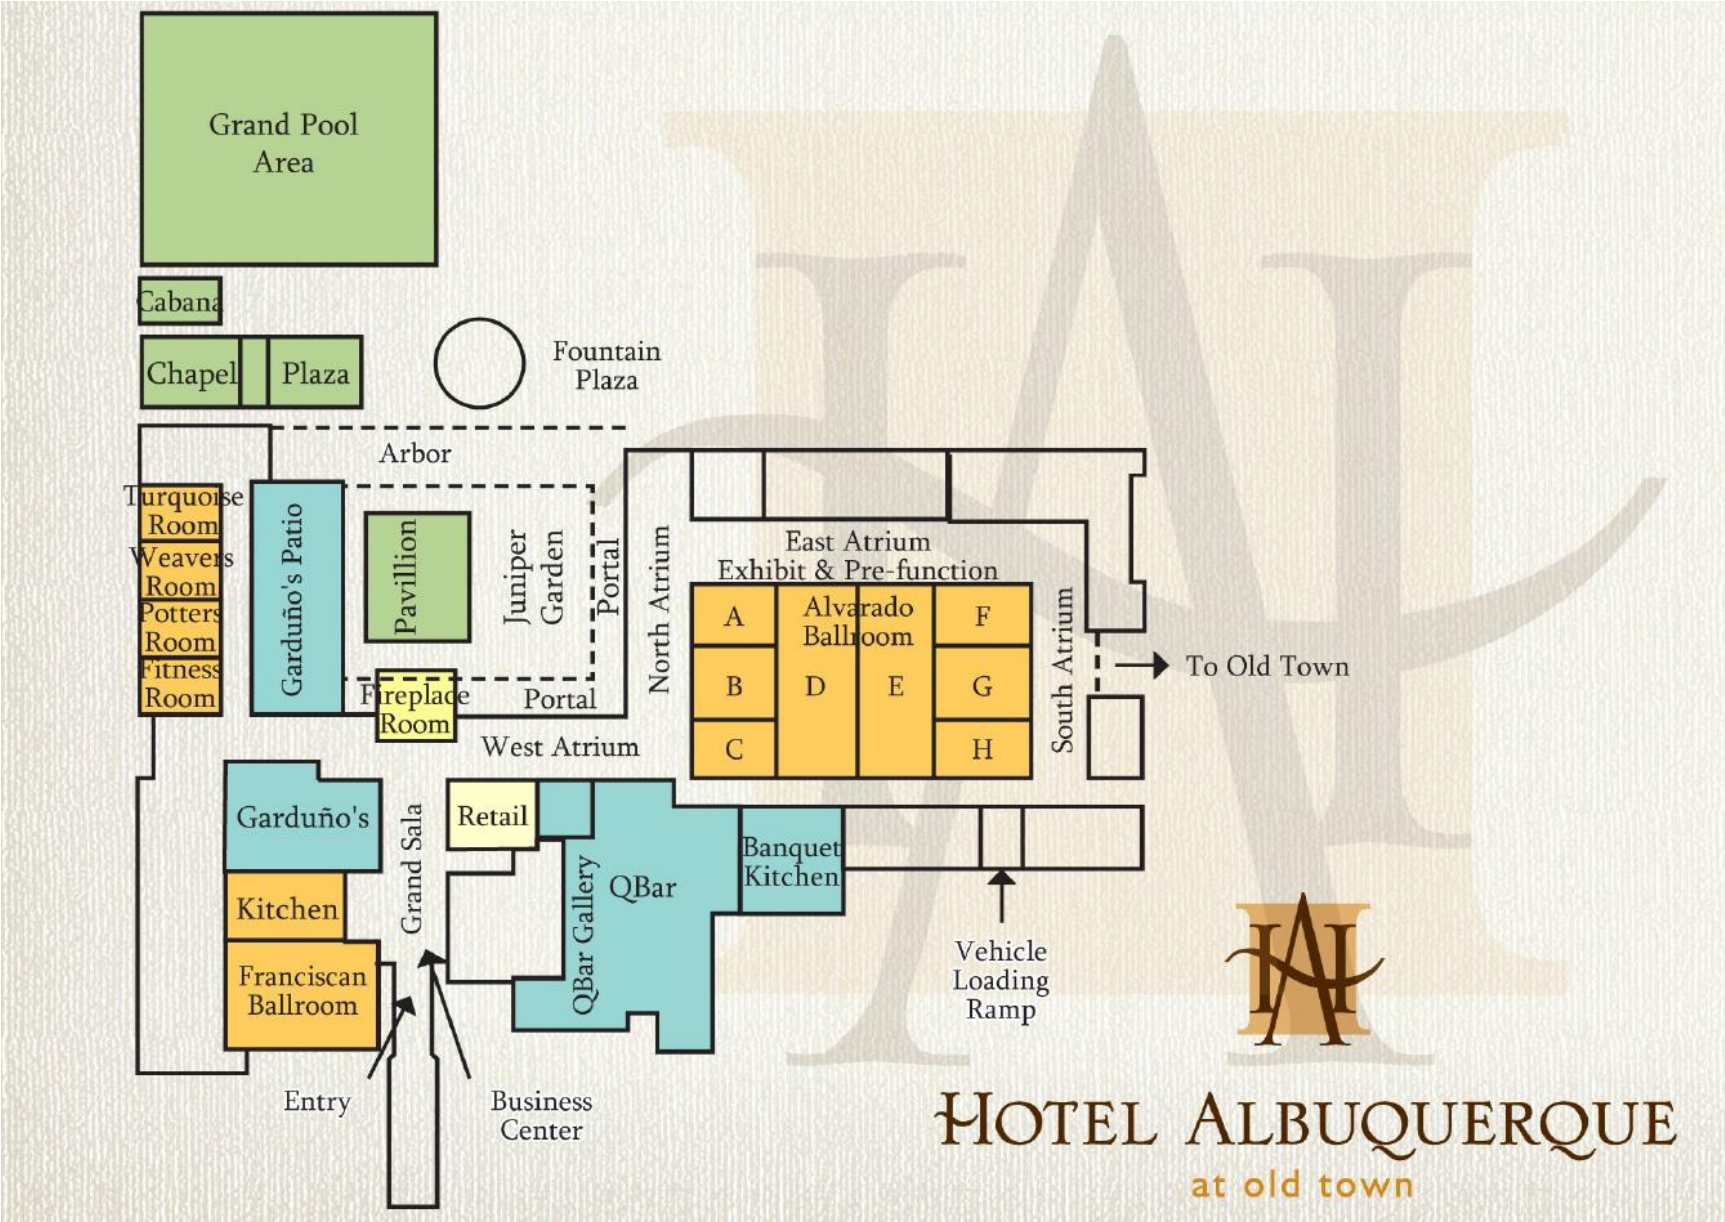 Grand Pool
Area
Cabana
Chapel
Plaza
Fountain
Plaza
Arbor
Turquoise
Room
Weavers
Room
Potters
Room
Fitness
Room
Garduño's Patio
Pavillion
Juniper
Garden
Portal
Fireplace
Room
Portal
North Atrium
West Atrium
East Atrium
Exhibit & Pre-function
A
Alvarado
Ballroom
F
B
D
E
G
C
H
South Atrium
To Old Town
Garduño's
Grand Sala
Retail
QBar Gallery
QBar
Banquet
Kitchen
Kitchen
Franciscan
Ballroom
Vehicle
Loading
Ramp
Entry
Business
Center
HA
HOTEL ALBUQUERQUE
at old town